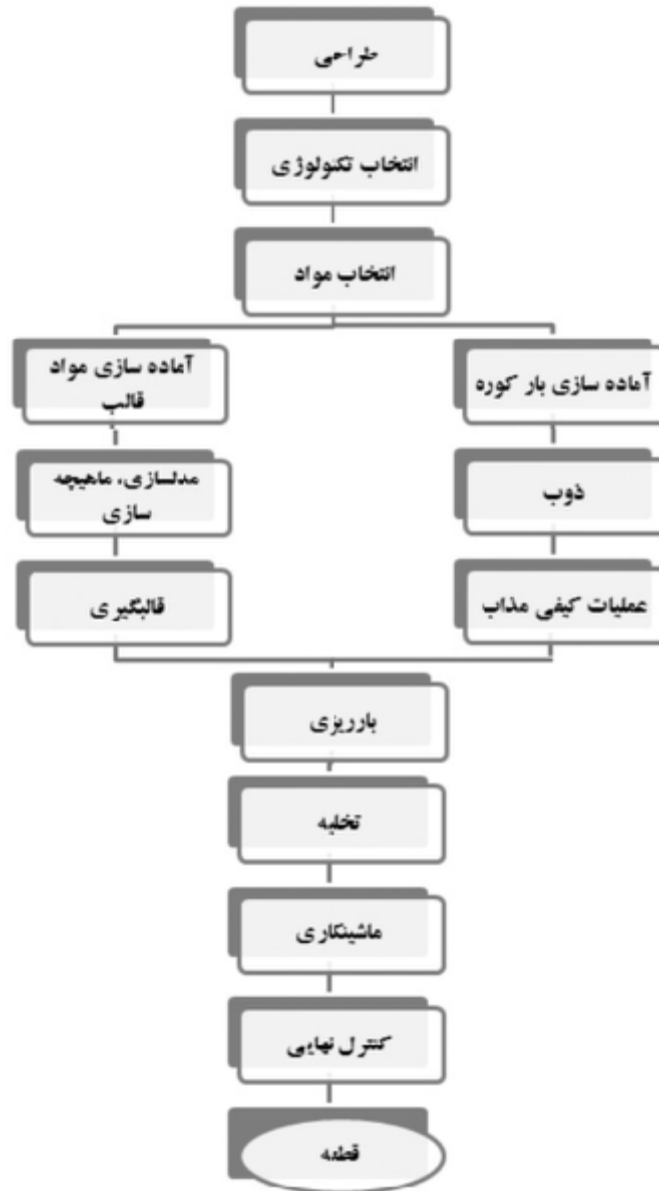 طراحی
انتخاب تکنولوژی
انتخاب مواد
آماده سازی بار کوره
ذوب
عملیات کیفی مذاب
آماده سازی مواد
قالب
مدلسازی، ماهیچه
سازی
قالبگیری
بارریزی
تخلیه
ماشینکاری
کنترل نهایی
قطعه